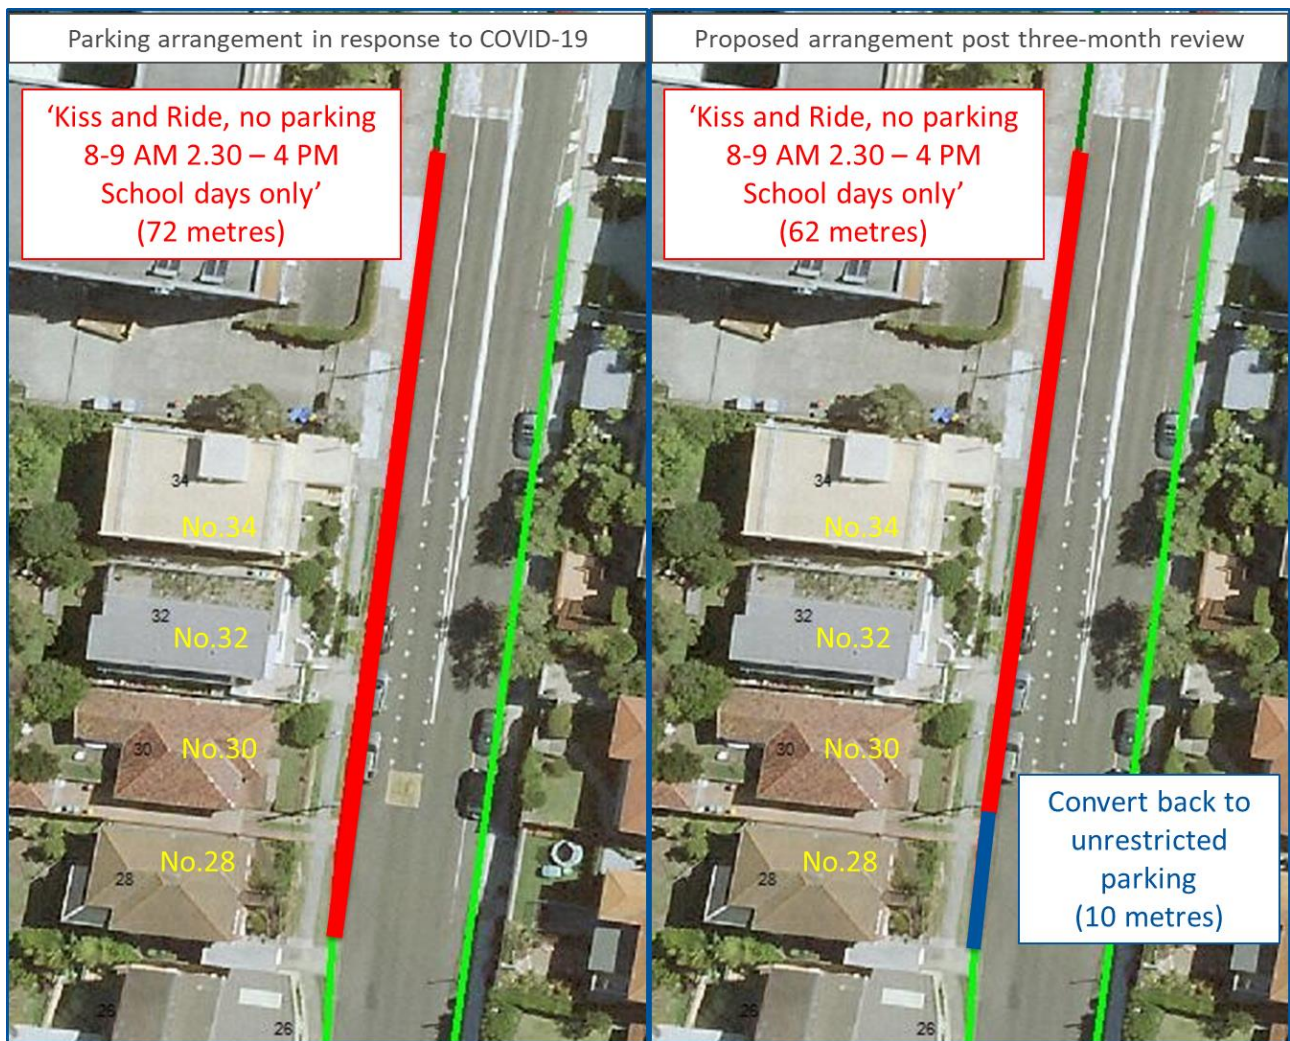 Parking arrangement in response to COVID-19
‘Kiss and Ride, no parking
8-9 AM 2.30 – 4 PM
School days only’
(72 metres)
34
No.34
32
No.32
30
No.30
No.28
28
26
26
Proposed arrangement post three-month review
‘Kiss and Ride, no parking
8-9 AM 2.30 – 4 PM
School days only’
(62 metres)
34
No.34
32
No.32
30
No.30
No.28
28
26
26
Convert back to
unrestricted
parking
(10 metres)